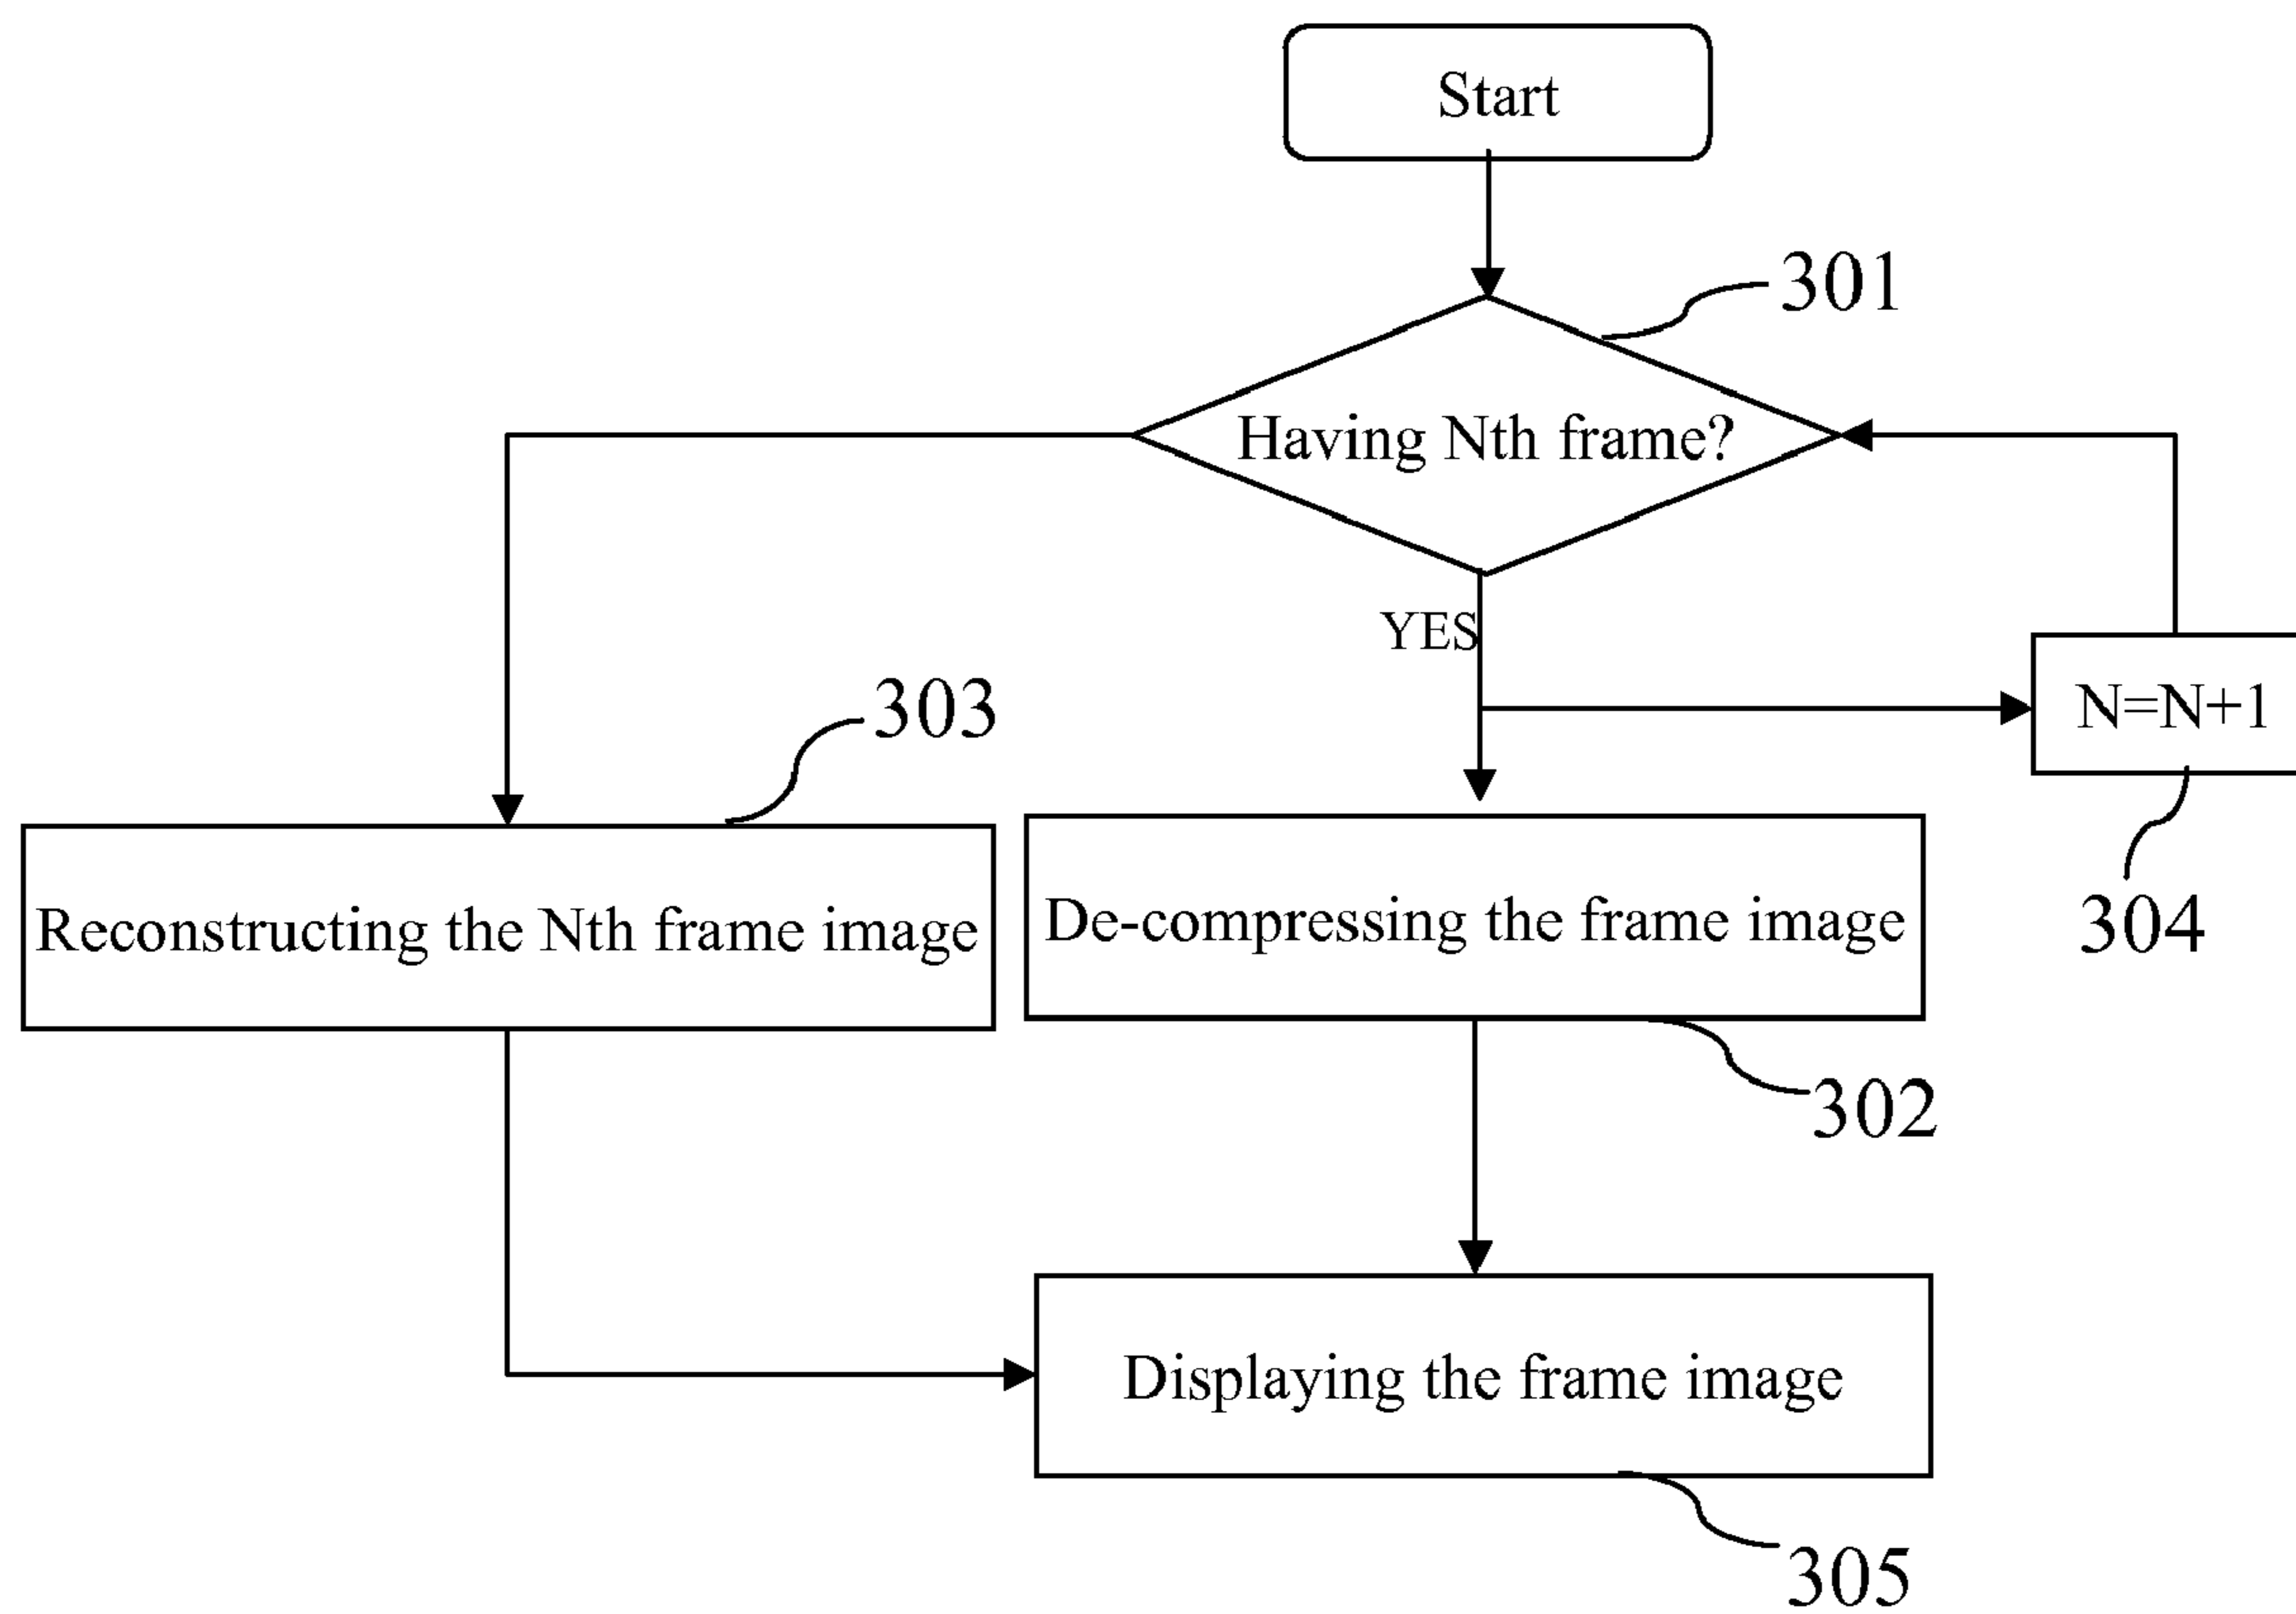 Start
301
Having Nth frame?
YES
303
N=N+1
Reconstructing the Nth frame image
De-compressing the frame image
304
302
Displaying the frame image
305